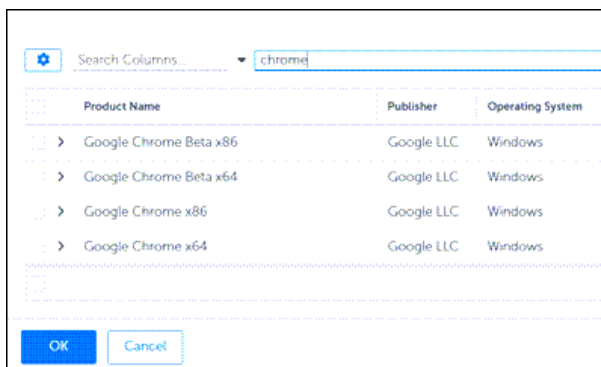 Search Columns... chrome
Product Name Publisher Operating System
Google Chrome Beta x86 Google LLC Windows
Google Chrome Beta x64 Google LLC Windows
Google Chrome x86 Google LLC Windows
Google Chrome x64 Google LLC Windows
OK Cancel